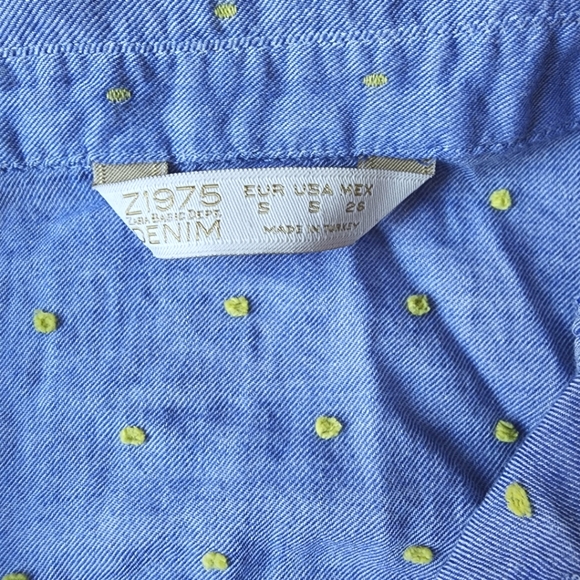 Z1975
ZARA BASIC DEPT.
DENIM
EUR USA MEX
S S 26
MADE IN TURKEY